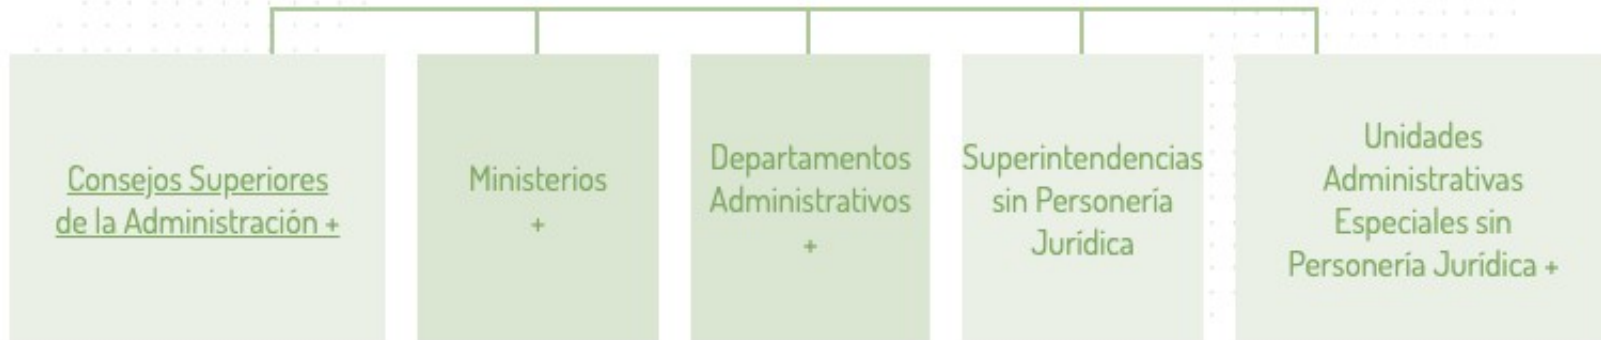 Consejos Superiores
de la Administración +
Ministerios
+
Departamentos
Administrativos
+
Superintendencias
sin Personería
Jurídica
Unidades
Administrativas
Especiales sin
Personería Jurídica +